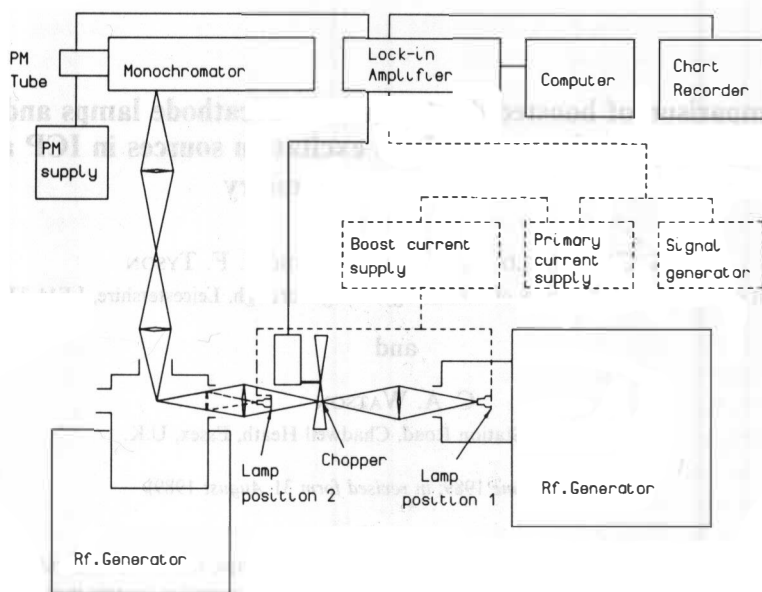 PM
Tube
Monochromator
Lock-in
Amplifier
Computer
Chart
Recorder
PM
supply
Boost current
supply
Primary
current
supply
Signal
generator
Lamp
position 2
Chopper
Lamp
position 1
Rf.Generator
Rf.Generator
and